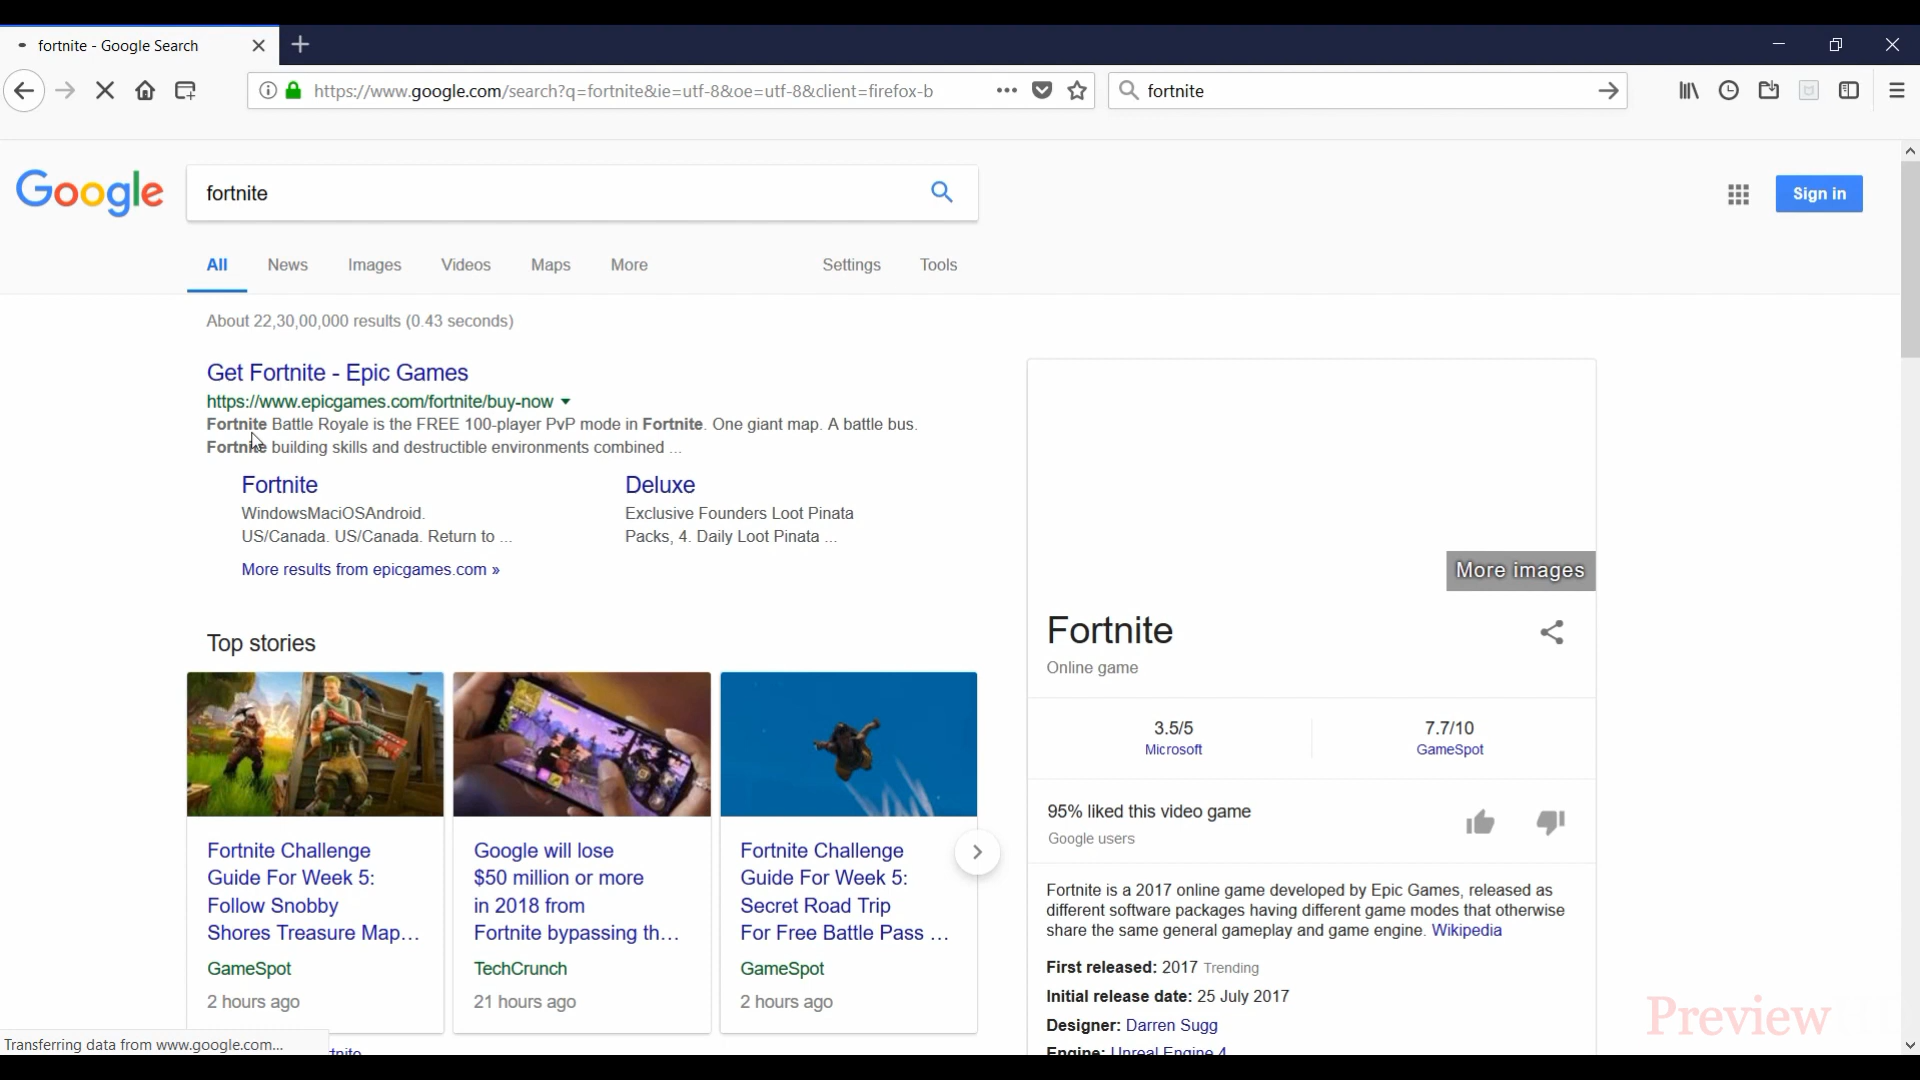 fortnite - Google Search
https://www.google.com/search?q=fortnite&ie=utf-8&oe=utf-8&client=firefox-b
fortnite
Google
fortnite
Sign in
All
News
Images
Videos
Maps
More
Settings
Tools
About 22,30,00,000 results (0.43 seconds)
Get Fortnite - Epic Games
https://www.epicgames.com/fortnite/buy-now
Fortnite Battle Royale is the FREE 100-player PvP mode in Fortnite. One giant map. A battle bus.
Fortnite building skills and destructible environments combined ...
Fortnite
WindowsMaciOSAndroid.
US/Canada. US/Canada. Return to ...
Deluxe
Exclusive Founders Loot Pinata
Packs, 4. Daily Loot Pinata ...
More results from epicgames.com »
Top stories
Fortnite Challenge
Guide For Week 5:
Follow Snobby
Shores Treasure Map...
GameSpot
2 hours ago
Google will lose
$50 million or more
in 2018 from
Fortnite bypassing th...
TechCrunch
21 hours ago
Fortnite Challenge
Guide For Week 5:
Secret Road Trip
For Free Battle Pass ...
GameSpot
2 hours ago
More images
Fortnite
Online game
3.5/5
Microsoft
7.7/10
GameSpot
95% liked this video game
Google users
Fortnite is a 2017 online game developed by Epic Games, released as
different software packages having different game modes that otherwise
share the same general gameplay and game engine. Wikipedia
First released: 2017 Trending
Initial release date: 25 July 2017
Designer: Darren Sugg
Engine: Unreal Engine 4
Transferring data from www.google.com...
Preview